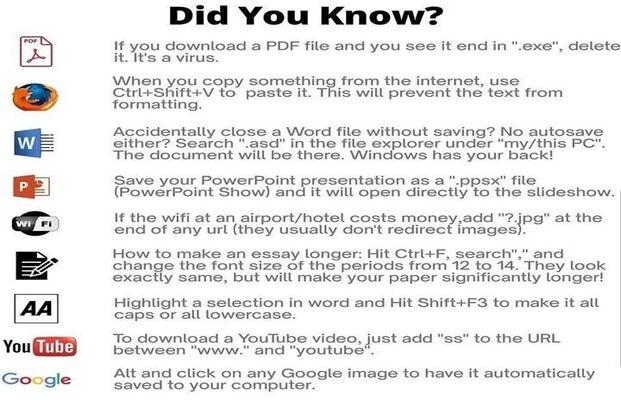 Did You Know?
PDF
If you download a PDF file and you see it end in ".exe", delete
it. It's a virus.
When you copy something from the internet, use
Ctrl+Shift+V to paste it. This will prevent the text from
formatting.
W
Accidentally close a Word file without saving? No autosave
either? Search ".asd" in the file explorer under "my/this PC".
The document will be there. Windows has your back!
P
Save your PowerPoint presentation as a ".ppsx" file
(PowerPoint Show) and it will open directly to the slideshow.
Wi Fi
If the wifi at an airport/hotel costs money,add "?.jpg" at the
end of any url (they usually don't redirect images).
How to make an essay longer: Hit Ctrl+F, search"," and
change the font size of the periods from 12 to 14. They look
exactly same, but will make your paper significantly longer!
AA
Highlight a selection in word and Hit Shift+F3 to make it all
caps or all lowercase.
YouTube
To download a YouTube video, just add "ss" to the URL
between "www." and "youtube".
Google
Alt and click on any Google image to have it automatically
saved to your computer.